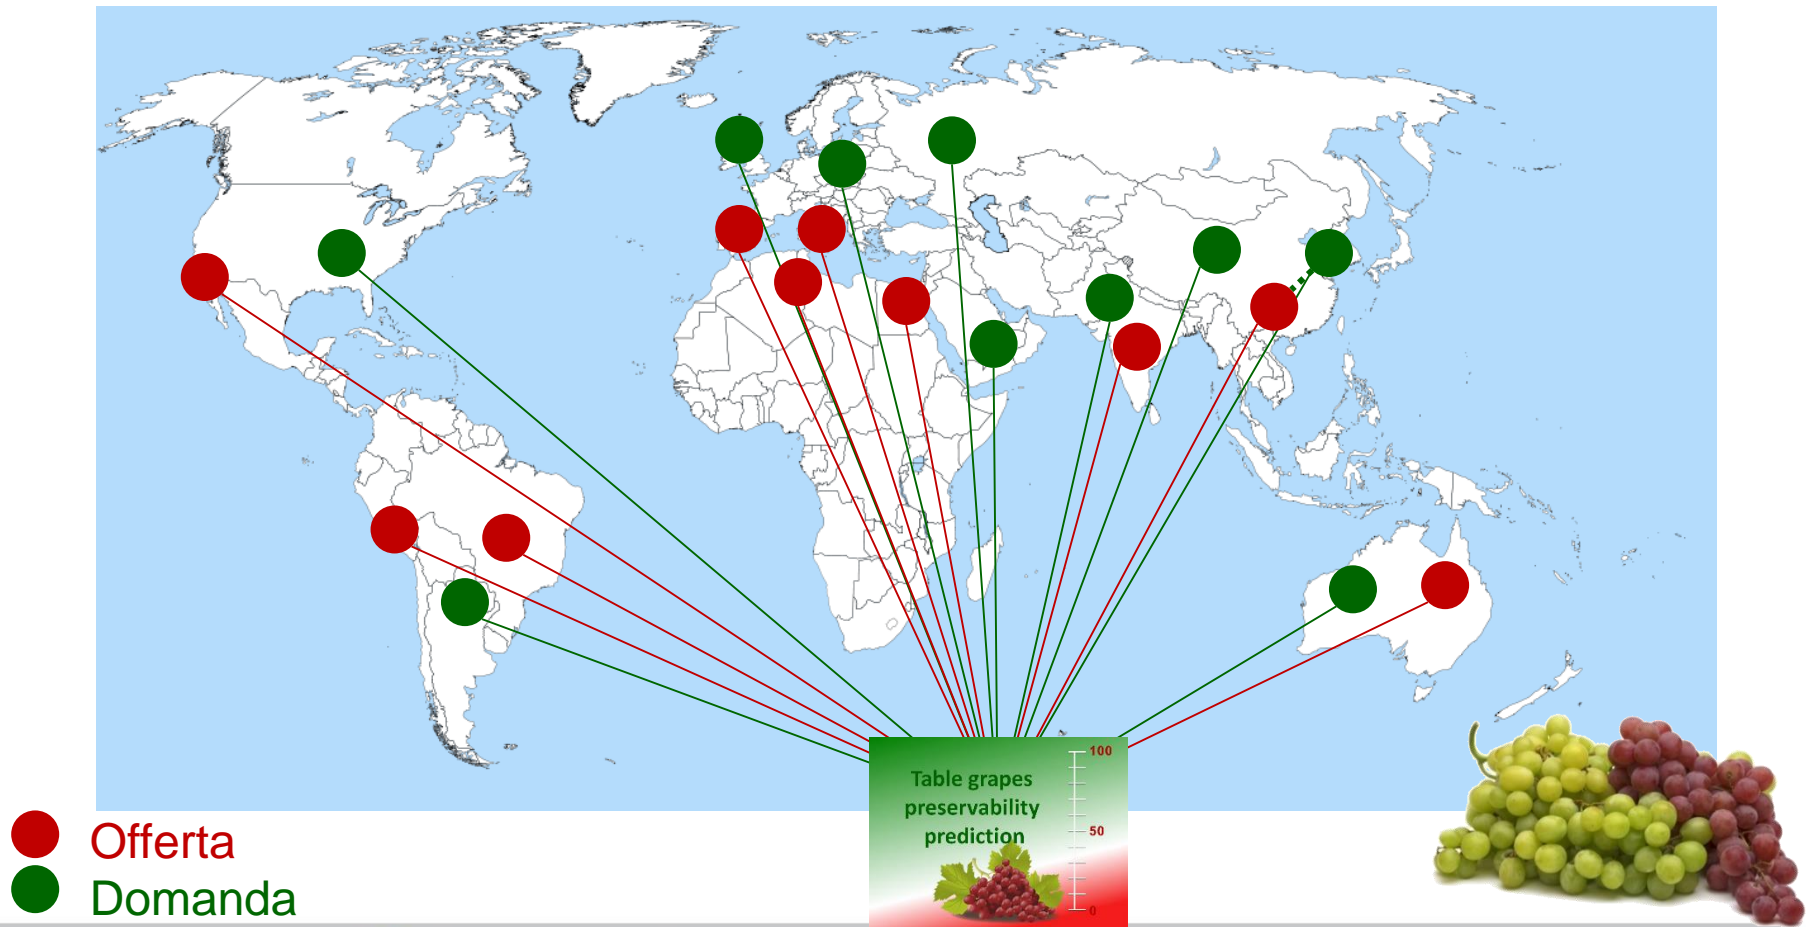 Table grapes
preservability
prediction
100
50
0
Offerta
Domanda